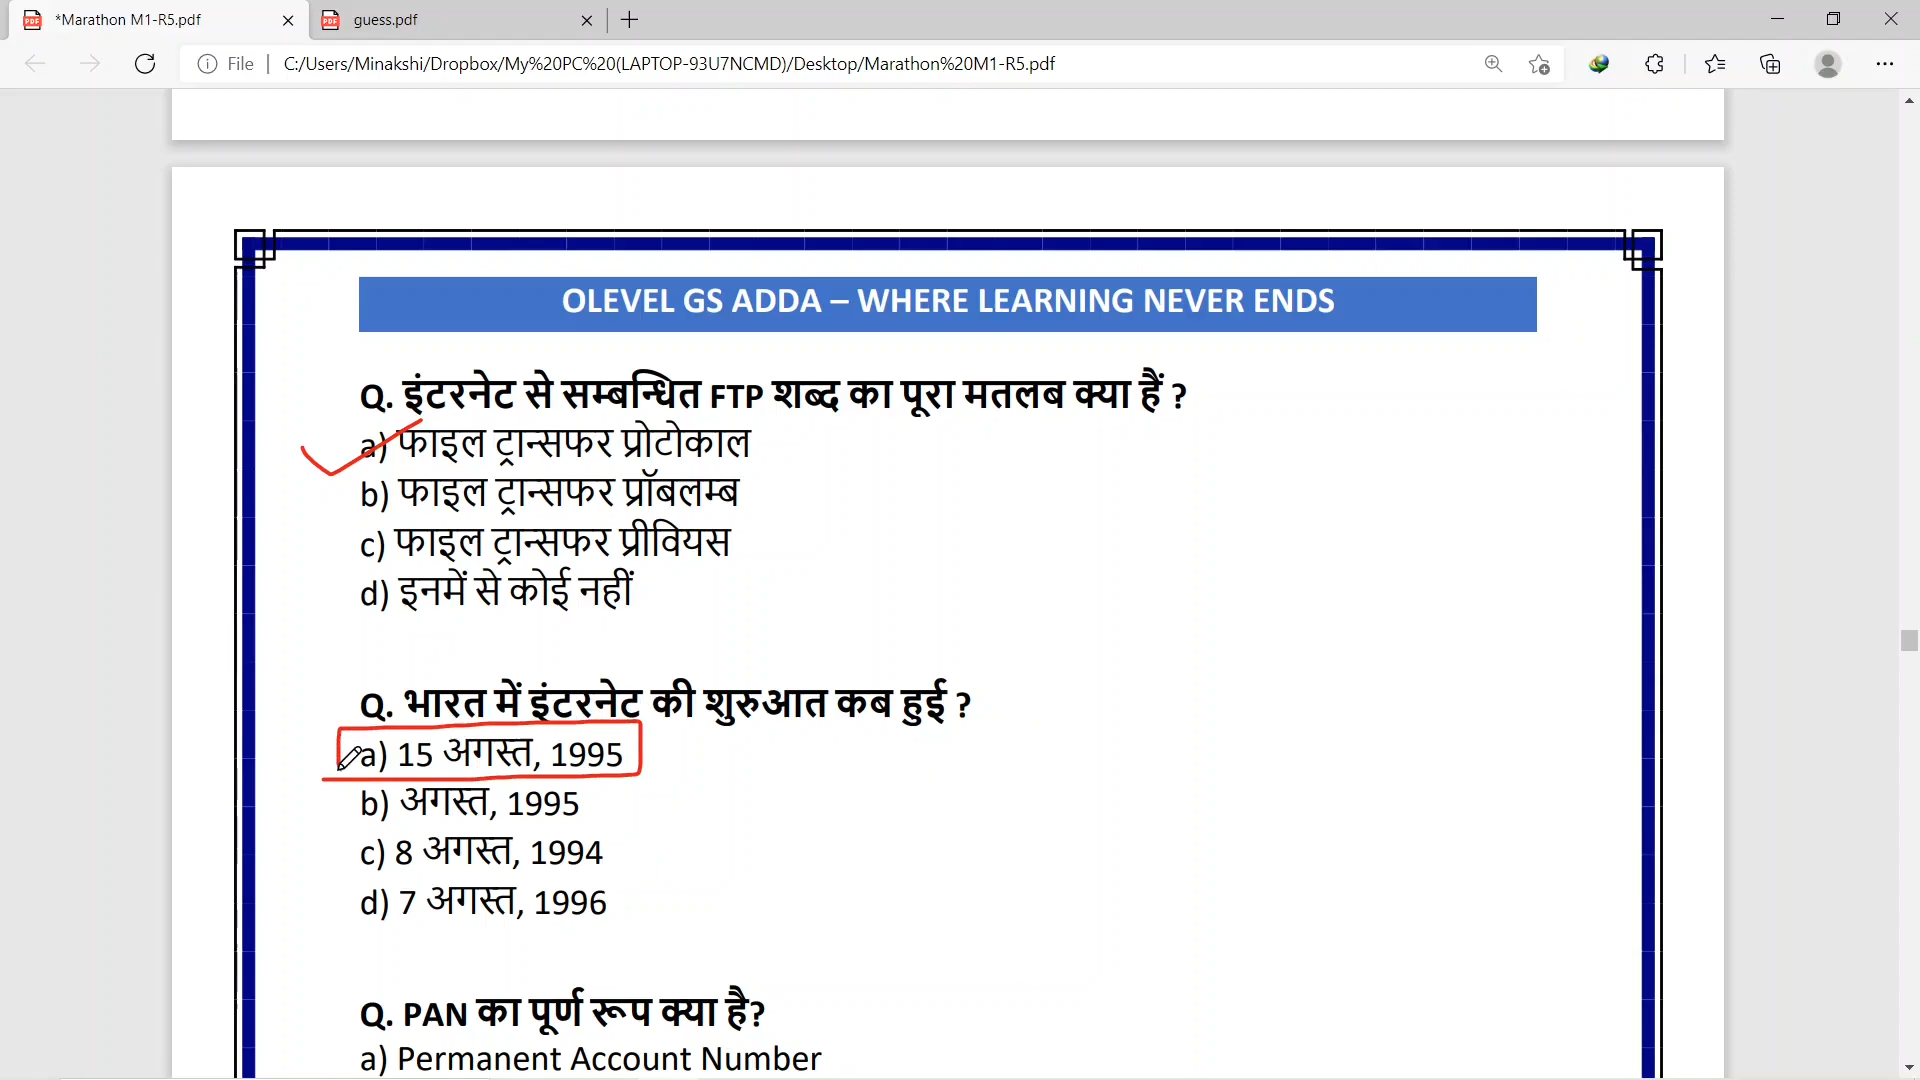 *Marathon M1-R5.pdf
guess.pdf
File
C:/Users/Minakshi/Dropbox/My%20PC%20(LAPTOP-93U7NCMD)/Desktop/Marathon%20M1-R5.pdf
OLEVEL GS ADDA – WHERE LEARNING NEVER ENDS
Q. इंटरनेट से सम्बन्धित FTP शब्द का पूरा मतलब क्या हैं ?
a) फाइल ट्रान्सफर प्रोटोकाल
b) फाइल ट्रान्सफर प्रॉबलम्ब
c) फाइल ट्रान्सफर प्रीवियस
d) इनमें से कोई नहीं
Q. भारत में इंटरनेट की शुरुआत कब हुई ?
a) 15 अगस्त, 1995
b) अगस्त, 1995
c) 8 अगस्त, 1994
d) 7 अगस्त, 1996
Q. PAN का पूर्ण रूप क्या है?
a) Permanent Account Number